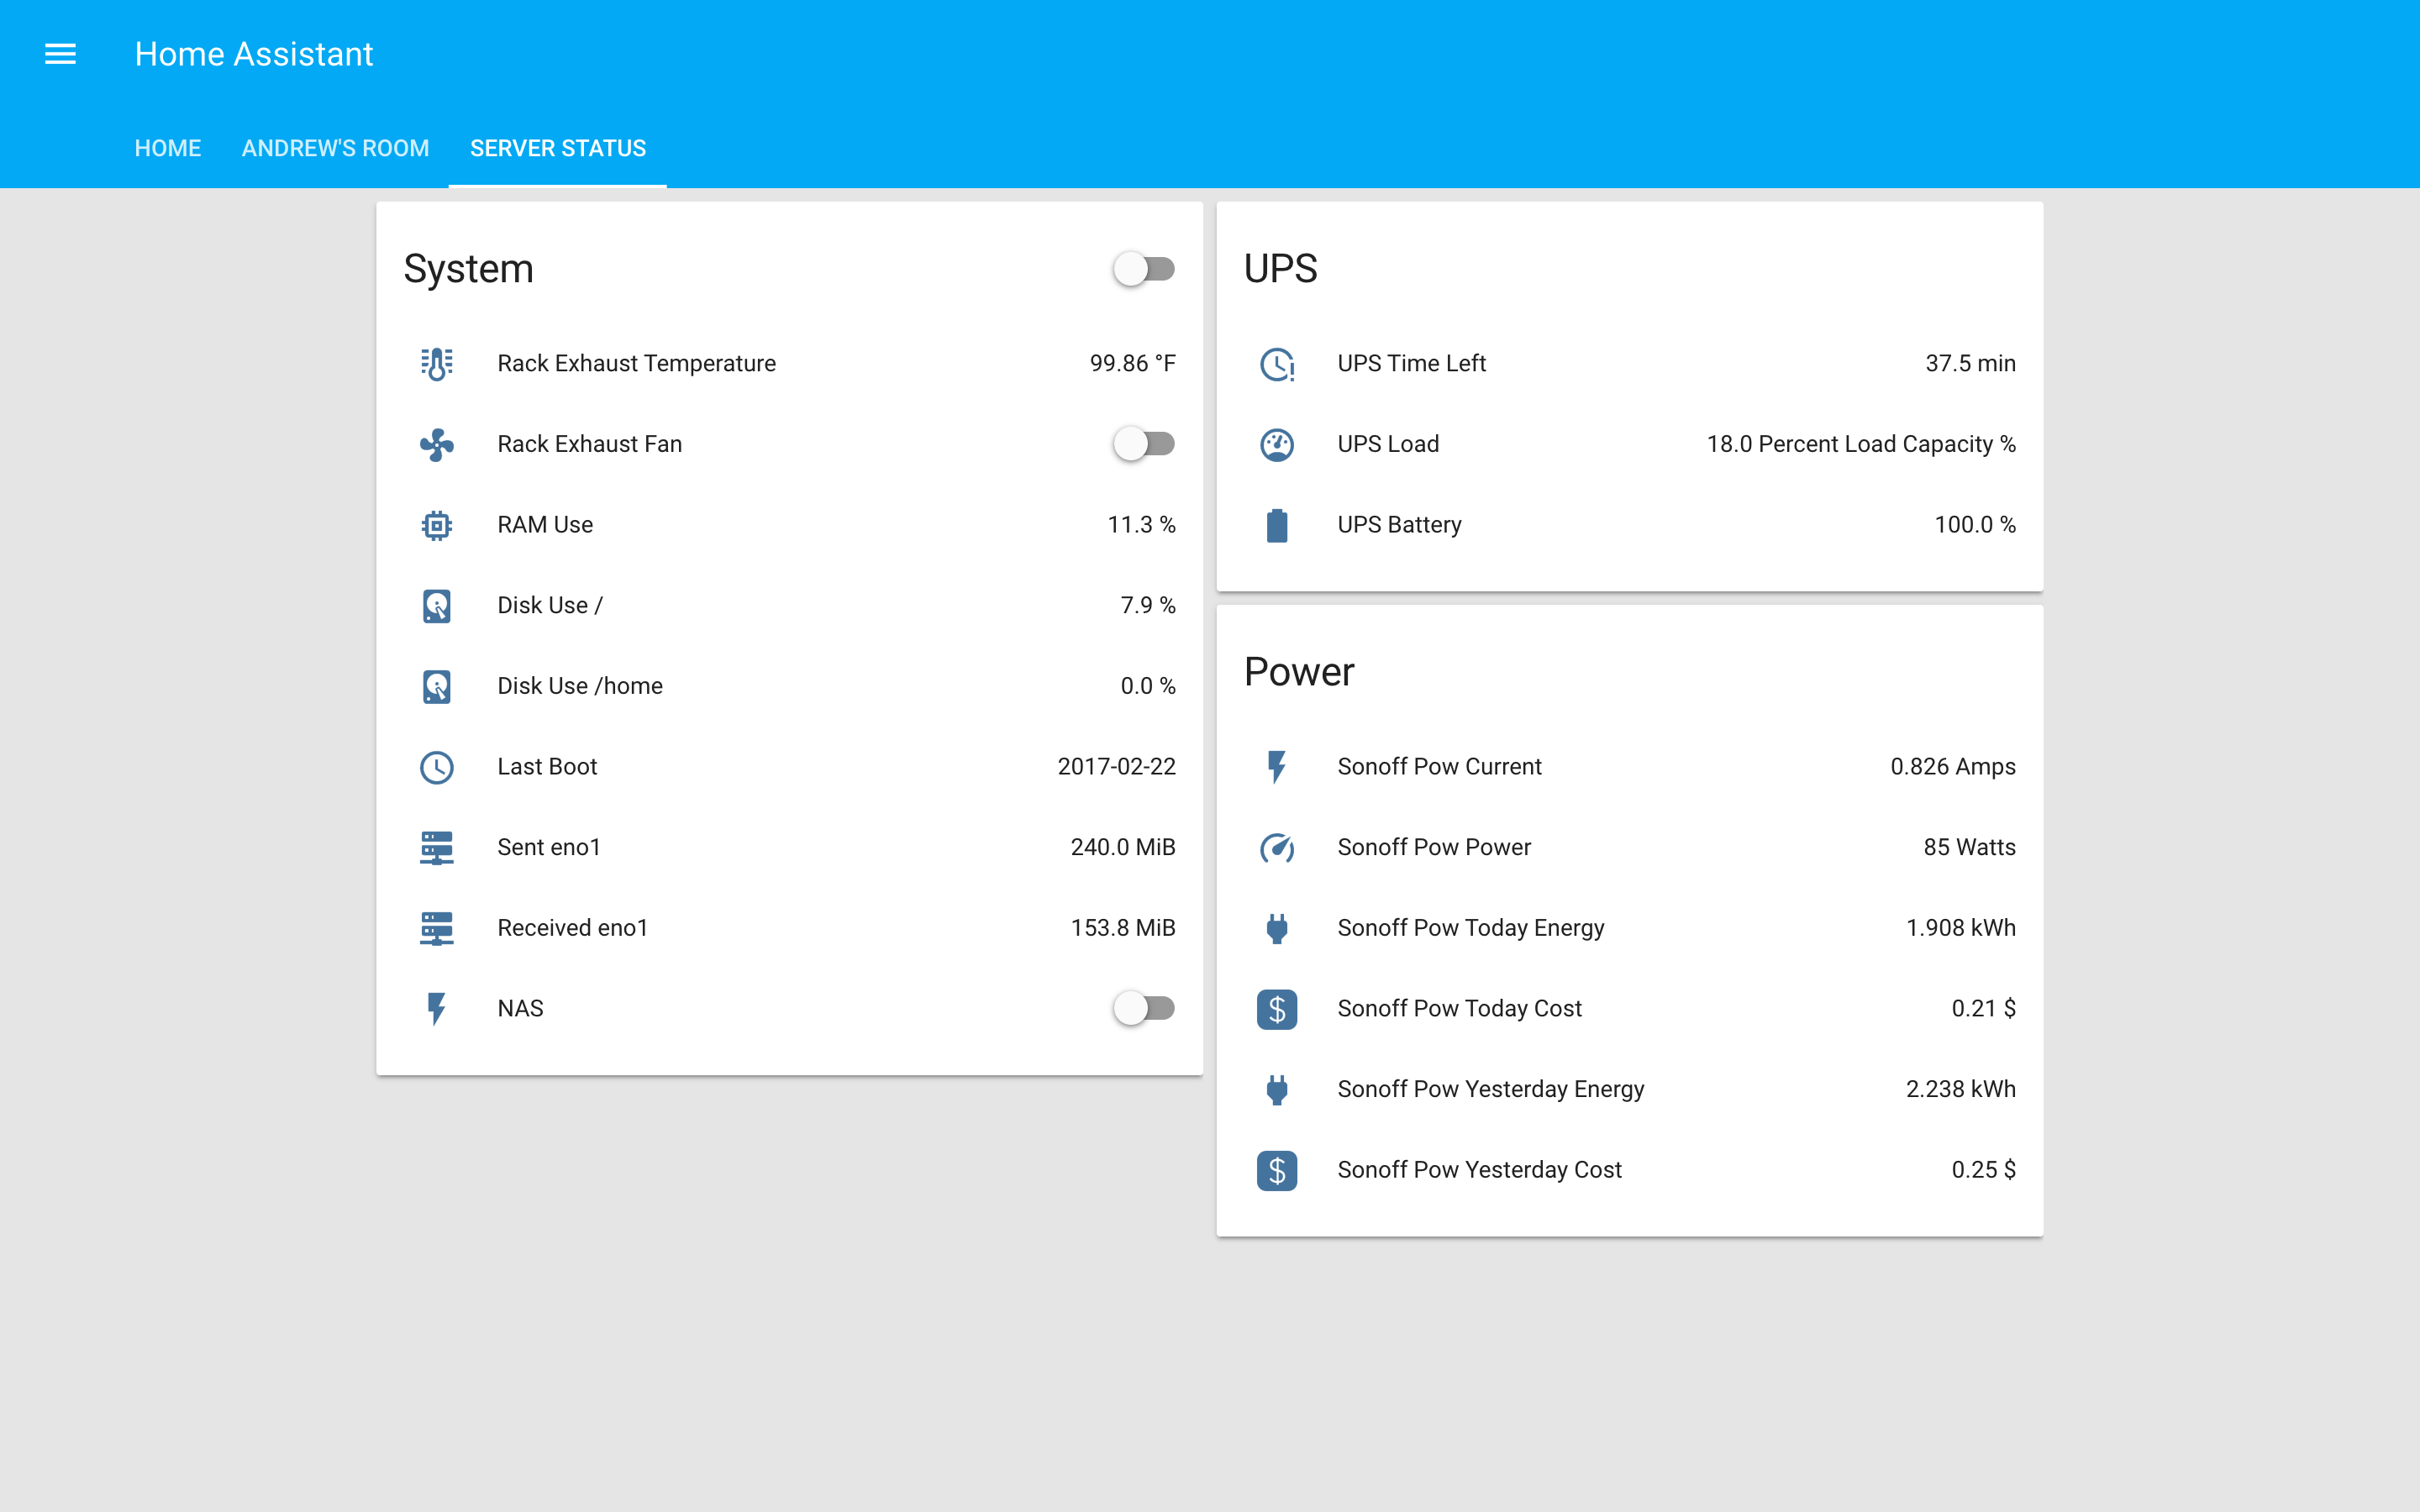 Home Assistant
HOME ANDREW'S ROOM SERVER STATUS
System
Rack Exhaust Temperature 99.86 °F
Rack Exhaust Fan
RAM Use 11.3 %
Disk Use / 7.9 %
Disk Use /home 0.0 %
Last Boot 2017-02-22
Sent eno1 240.0 MiB
Received eno1 153.8 MiB
NAS
UPS
UPS Time Left 37.5 min
UPS Load 18.0 Percent Load Capacity %
UPS Battery 100.0 %
Power
Sonoff Pow Current 0.826 Amps
Sonoff Pow Power 85 Watts
Sonoff Pow Today Energy 1.908 kWh
$ Sonoff Pow Today Cost 0.21 $
Sonoff Pow Yesterday Energy 2.238 kWh
$ Sonoff Pow Yesterday Cost 0.25 $